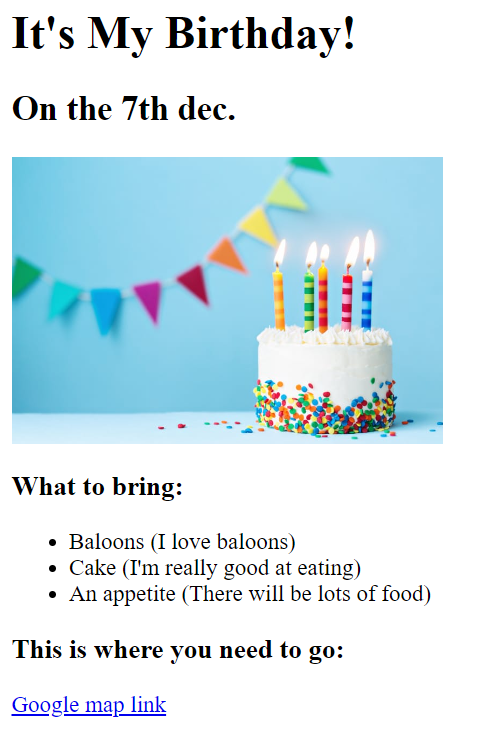 It's My Birthday!
On the 7th dec.
What to bring:
Baloons (I love baloons)
Cake (I'm really good at eating)
An appetite (There will be lots of food)
This is where you need to go:
Google map link